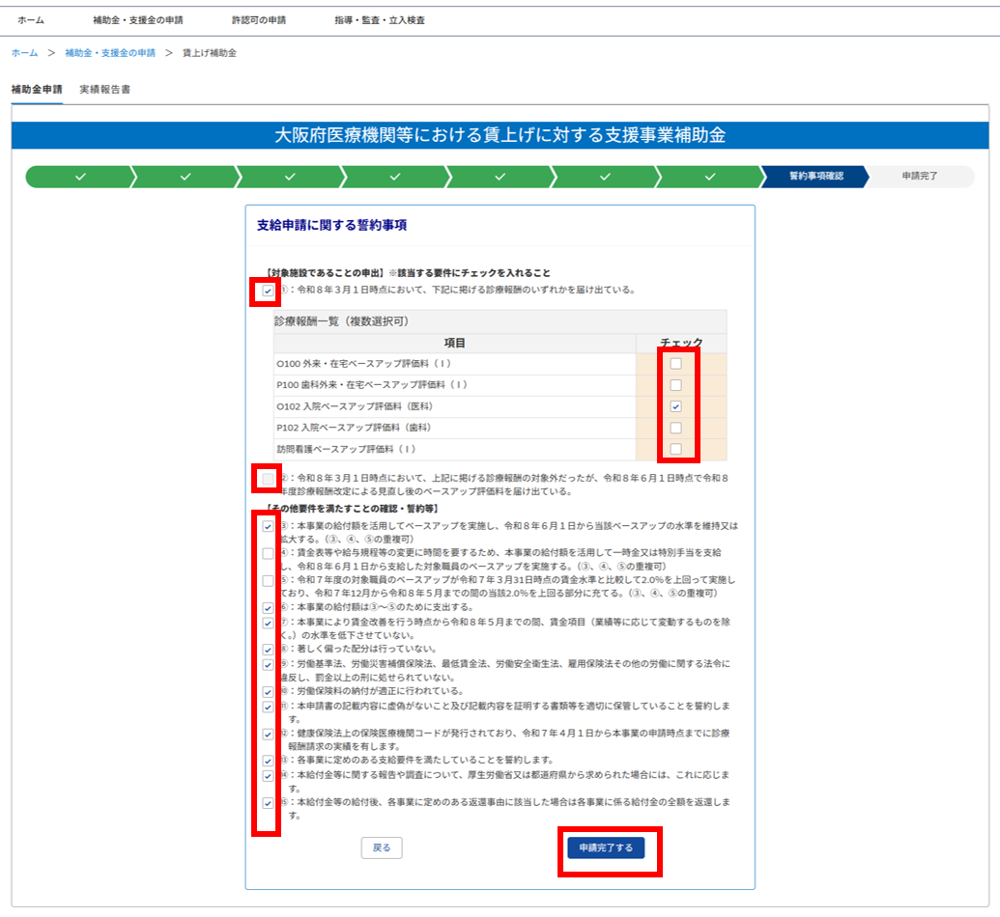 ホーム 補助金・支援金の申請 許認可の申請 指導・監査・立入検査
ホーム > 補助金・支援金の申請 > 賃上げ補助金
補助金申請 実績報告書
大阪府医療機関等における賃上げに対する支援事業補助金
誓約事項確認 申請完了
支給申請に関する誓約事項
【対象施設であることの申出】※該当する要件にチェックを入れること
①：令和８年３月１日時点において、下記に掲げる診療報酬のいずれかを届け出ている。
診療報酬一覧（複数選択可）
項目 チェック
O100 外来・在宅ベースアップ評価料（Ⅰ）
P100 歯科外来・在宅ベースアップ評価料（Ⅰ）
O102 入院ベースアップ評価料（医科）
P102 入院ベースアップ評価料（歯科）
訪問看護ベースアップ評価料（Ⅰ）
②：令和８年３月１日時点において、上記に掲げる診療報酬の対象外だったが、令和８年６月１日時点で令和８
年度診療報酬改定による見直し後のベースアップ評価料を届け出ている。
【その他要件を満たすことの確認・誓約等】
③：本事業の給付額を活用してベースアップを実施し、令和８年６月１日から当該ベースアップの水準を維持又は
拡大する。（③、④、⑤の重複可）
④：賃金表等や給与規程等の変更に時間を要するため、本事業の給付額を活用して一時金又は特別手当を支給
し、令和８年６月１日から支給した対象職員のベースアップを実施する。（③、④、⑤の重複可）
⑤：令和７年度の対象職員のベースアップが令和７年３月31日時点の賃金水準と比較して2.0％を上回って実施し
ており、令和７年12月から令和８年５月までの間の当該2.0％を上回る部分に充てる。（③、④、⑤の重複可）
⑥：本事業の給付額は③～⑤のために支出する。
⑦：本事業により賃金改善を行う時点から令和８年５月までの間、賃金項目（業績等に応じて変動するものを除
く。）の水準を低下させていない。
⑧：著しく偏った配分は行っていない。
⑨：労働基準法、労働災害補償保険法、最低賃金法、労働安全衛生法、雇用保険法その他の労働に関する法令に
違反し、罰金以上の刑に処せられていない。
⑩：労働保険料の納付が適正に行われている。
⑪：本申請書の記載内容に虚偽がないこと及び記載内容を証明する書類等を適切に保管していることを誓約しま
す。
⑫：健康保険法上の保険医療機関コードが発行されており、令和７年４月１日から本事業の申請時点までに診療
報酬請求の実績を有します。
⑬：各事業に定めのある支給要件を満たしていることを誓約します。
⑭：本給付金等に関する報告や調査について、厚生労働省又は都道府県から求められた場合には、これに応じま
す。
⑮：本給付金等の給付後、各事業に定めのある返還事由に該当した場合は各事業に係る給付金の全額を返還しま
す。
戻る 申請完了する